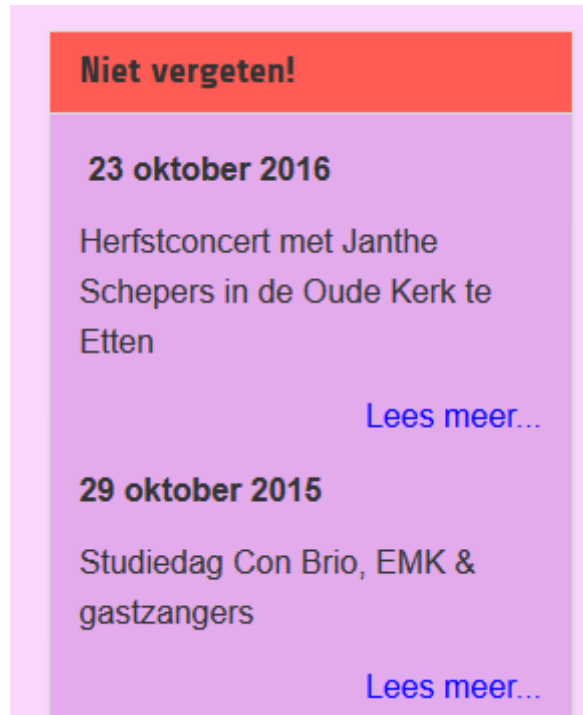 Niet vergeten!
23 oktober 2016
Herfstconcert met Janthe
Schepers in de Oude Kerk te
Etten
Lees meer...
29 oktober 2015
Studiedag Con Brio, EMK &
gastzangers
Lees meer...